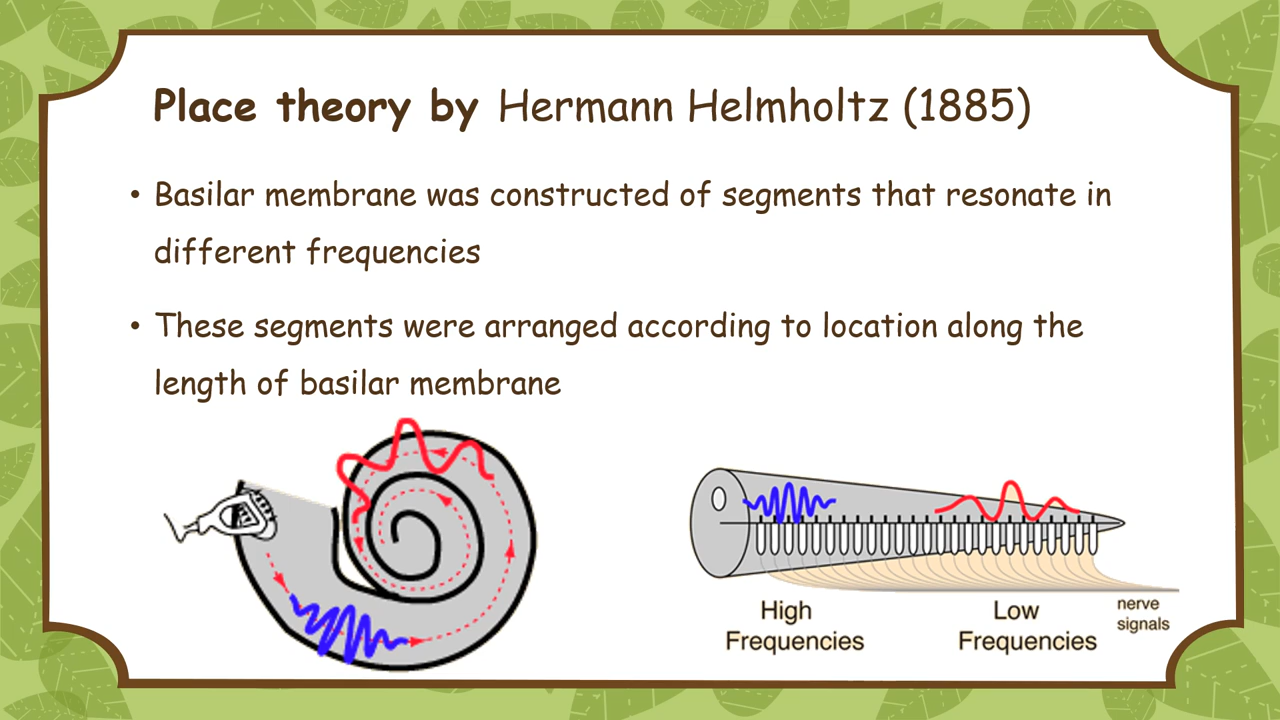 Place theory by Hermann Helmholtz (1885)
• Basilar membrane was constructed of segments that resonate in
different frequencies
• These segments were arranged according to location along the
length of basilar membrane
High
Frequencies
Low
Frequencies
nerve
signals